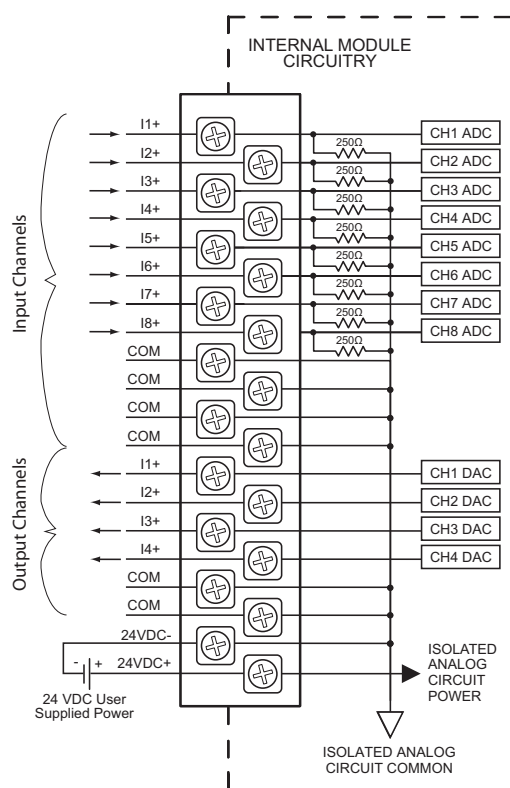 INTERNAL MODULE
CIRCUITRY
Input Channels
I1+
250Ω
CH1 ADC
I2+
250Ω
CH2 ADC
I3+
250Ω
CH3 ADC
I4+
250Ω
CH4 ADC
I5+
250Ω
CH5 ADC
I6+
250Ω
CH6 ADC
I7+
250Ω
CH7 ADC
I8+
250Ω
CH8 ADC
COM
COM
COM
COM
Output Channels
I1+
CH1 DAC
I2+
CH2 DAC
I3+
CH3 DAC
I4+
CH4 DAC
COM
COM
24VDC-
- + 24VDC+
24 VDC User
Supplied Power
ISOLATED
ANALOG
CIRCUIT
POWER
ISOLATED ANALOG
CIRCUIT COMMON